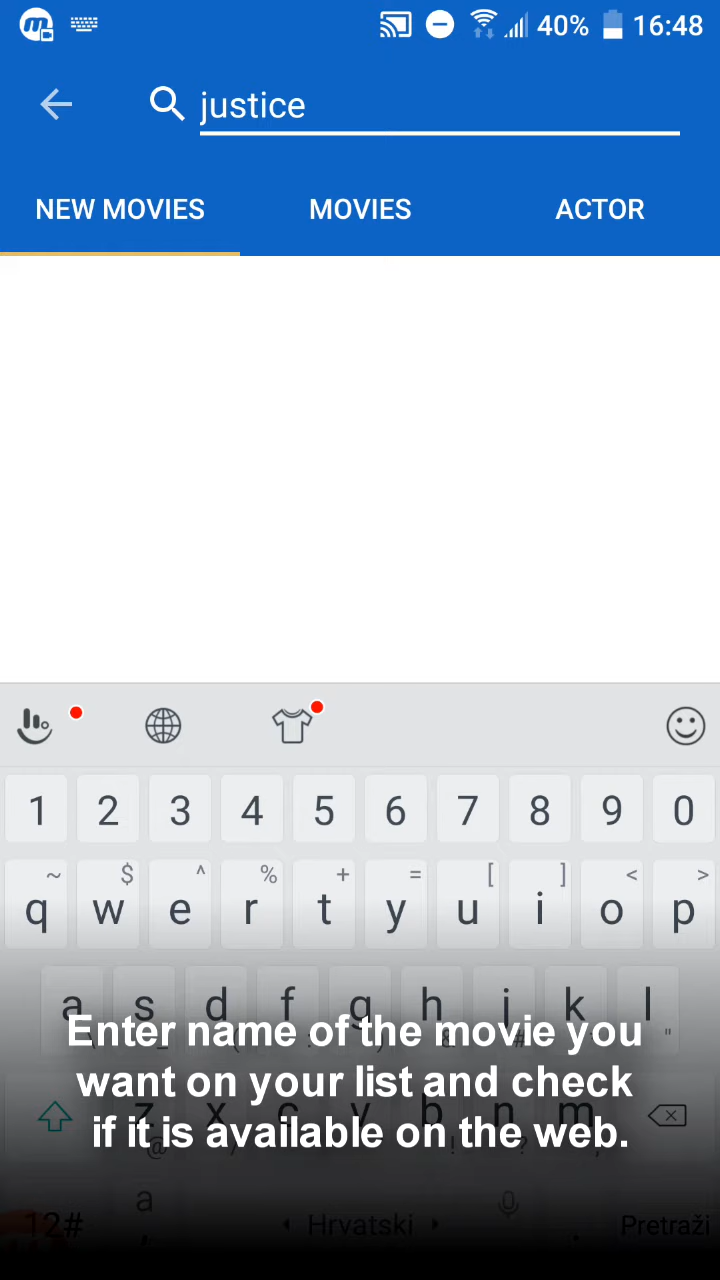 40% 16:48
justice
NEW MOVIES MOVIES ACTOR
1 2 3 4 5 6 7 8 9 0
~ $ ^ % + = [ ] < >
q w e r t y u i o p
a s d f g h j k l
Enter name of the movie you
want on your list and check
z x c v b n m
if it is available on the web.
12# Hrvatski Pretraži